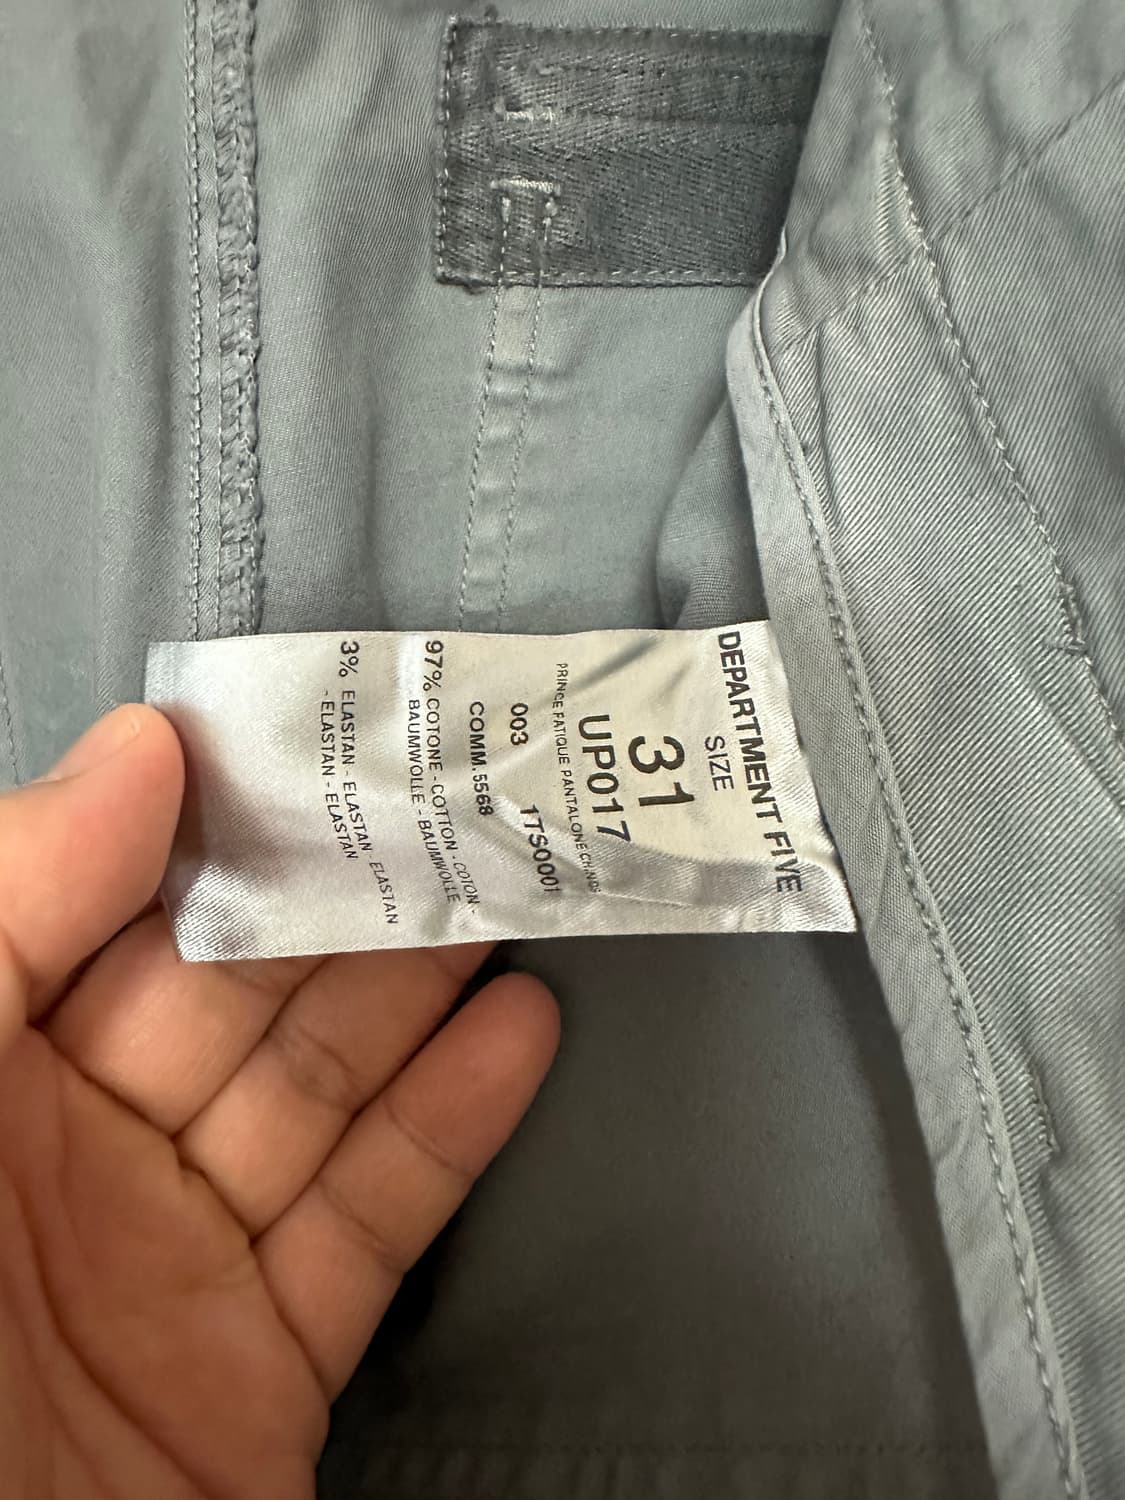 DEPARTMENT FIVE
SIZE
31
UP017
PRINCE FATIQUE PANTALONE CHINOS
003 1TS0001
COMM. 5568
97% COTONE - COTTON - COTON -
BAUMWOLLE - BAUMWOLLE
3% ELASTAN - ELASTAN - ELASTAN
- ELASTAN - ELASTAN